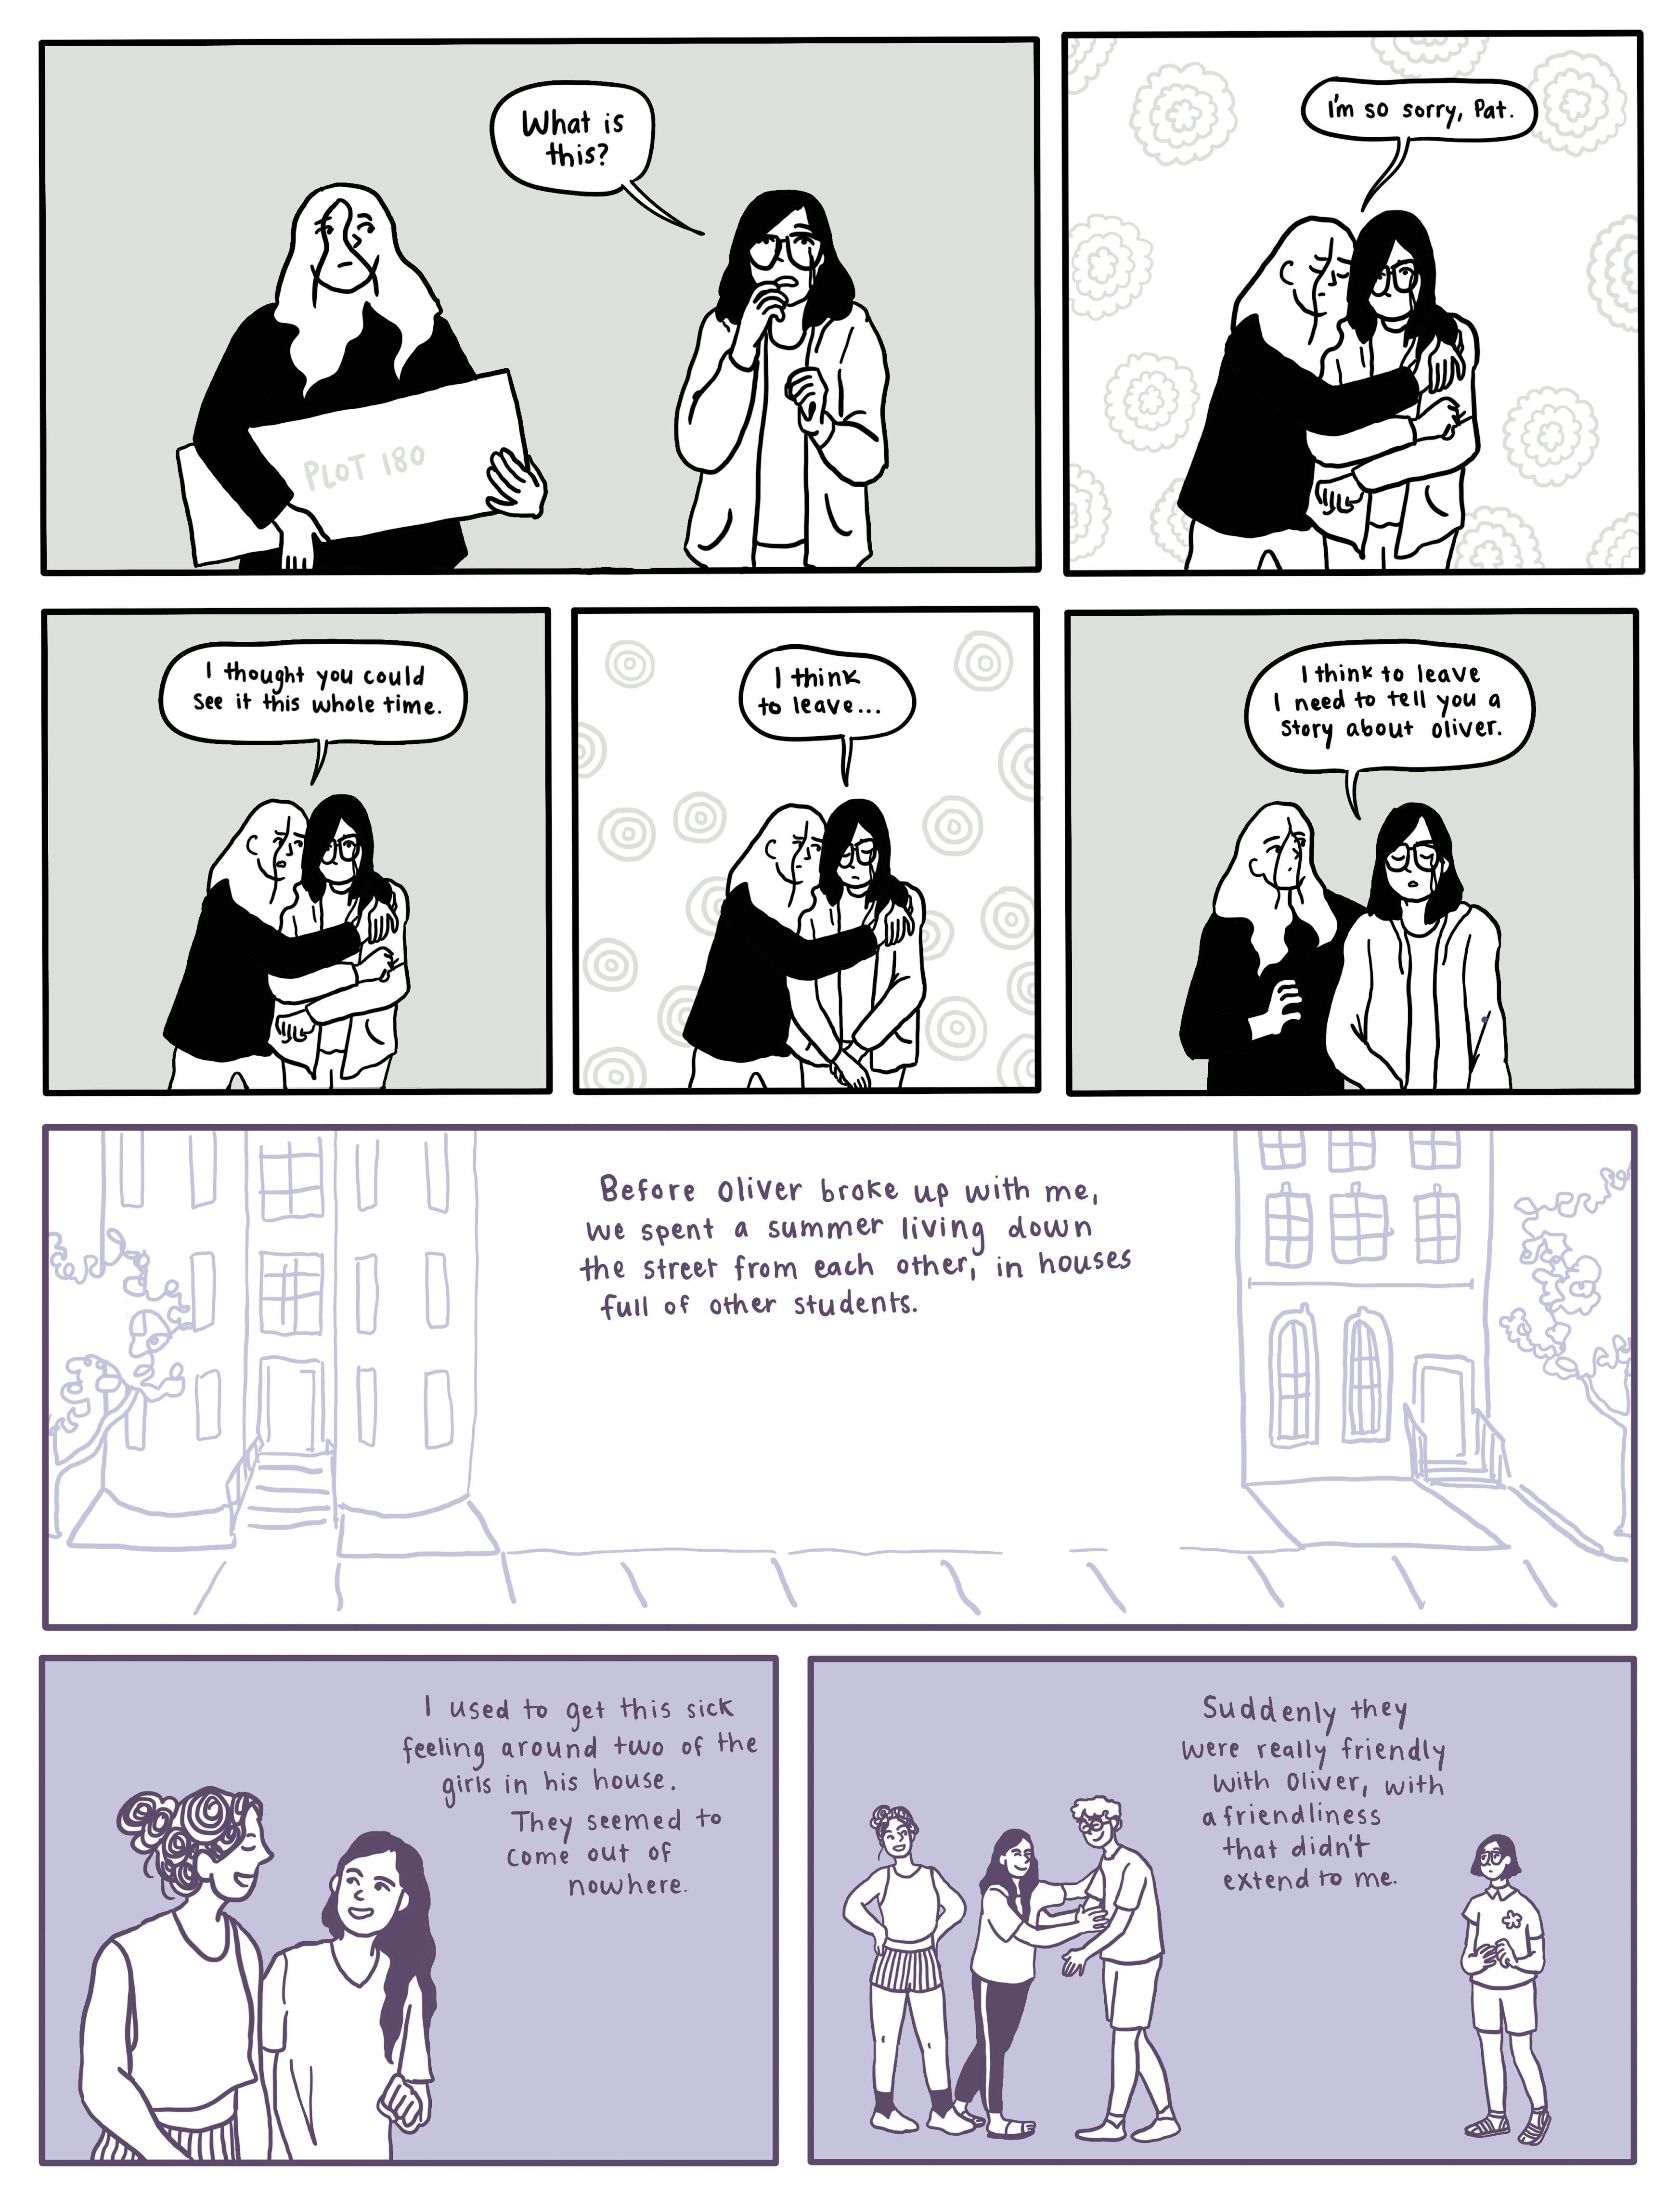 What is
this?
PLOT 180
I'm so sorry, Pat.
I thought you could
see it this whole time.
I think
to leave...
I think to leave
I need to tell you a
story about oliver.
Before Oliver broke up with me,
we spent a summer living down
the street from each other, in houses
full of other students.
I used to get this sick
feeling around two of the
girls in his house.
They seemed to
come out of
nowhere.
Suddenly they
were really friendly
with Oliver, with
a friendliness
that didn't
extend to me.